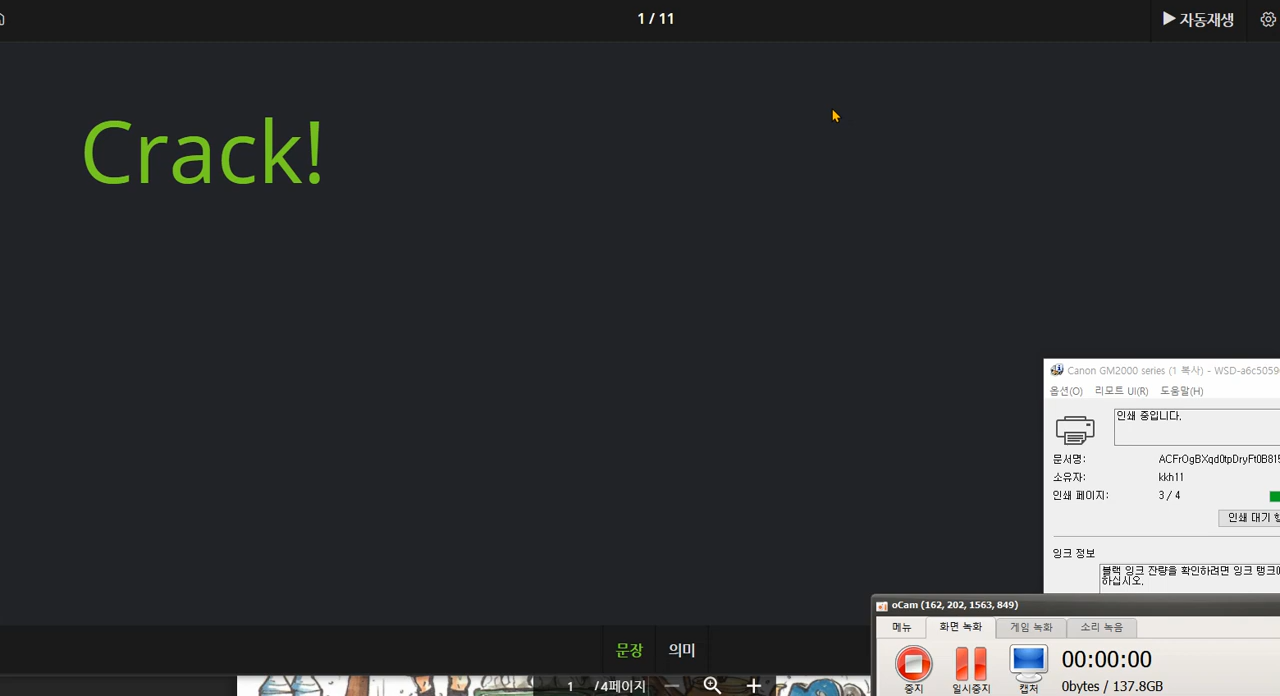 1 / 11
▶ 자동재생
Crack!
Canon GM2000 series (1 복사) - WSD-a6c5059
옵션(O) 리모트 UI(R) 도움말(H)
인쇄 중입니다.
문서명: ACFrOgBXqd0tpDryFt0B815
소유자: kkh11
인쇄 페이지: 3 / 4
인쇄 대기
잉크 정보
블랙 잉크 잔량을 확인하려면 잉크 탱크
하십시오.
oCam (162, 202, 1563, 849)
메뉴 화면 녹화 게임 녹화 소리 녹음
문장 의미
00:00:00
중지 일시중지 캡처 0bytes / 137.8GB
1 /4페이지